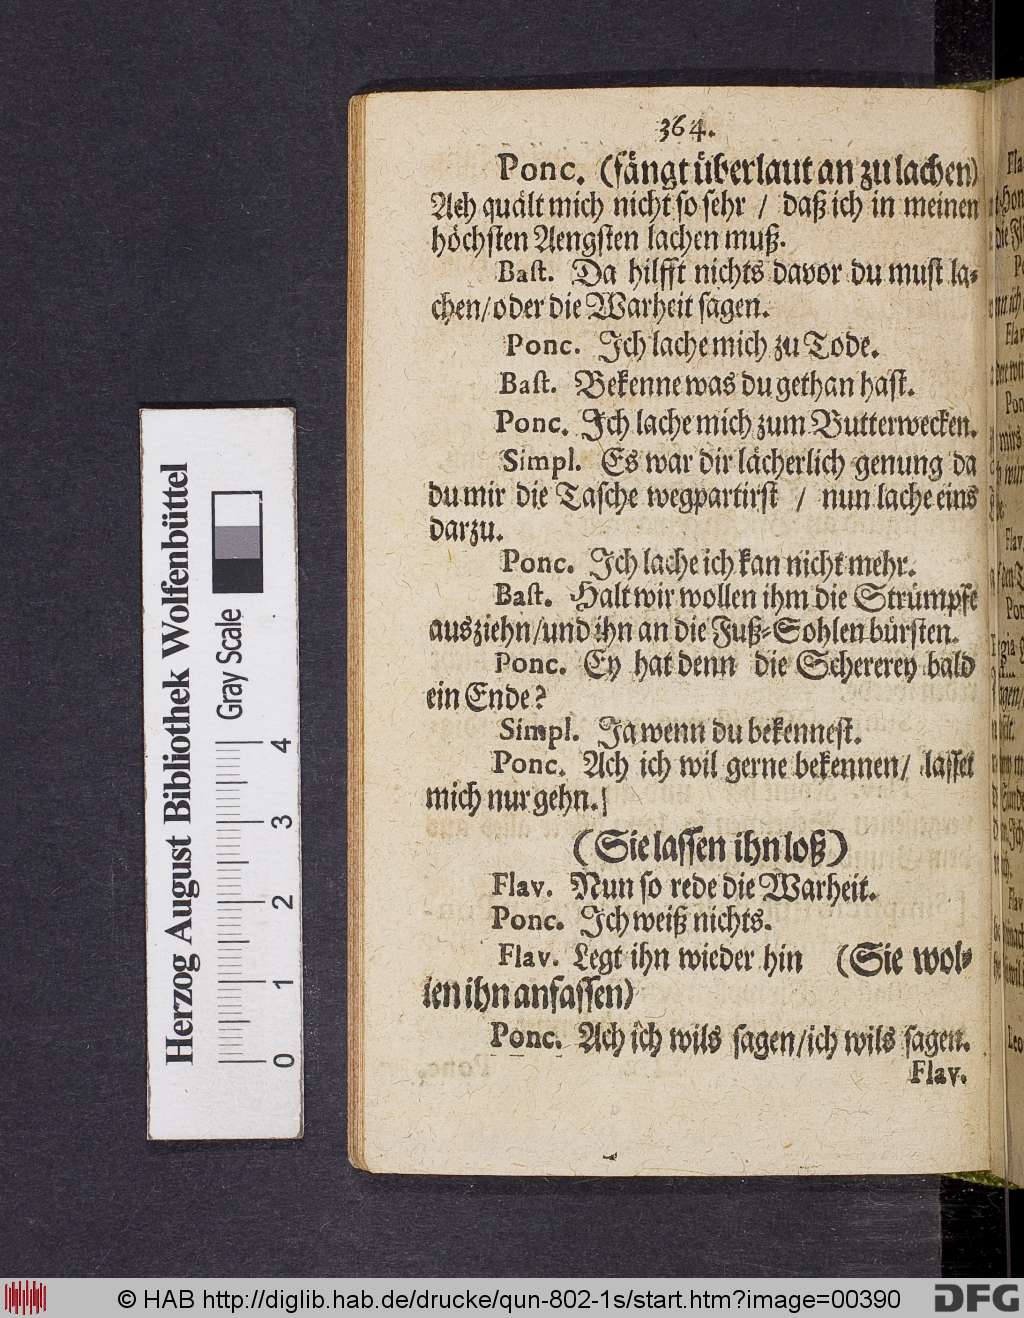 364.
Ponc. (fängt überlaut an zu lachen)
Ach quält mich nicht so sehr / daß ich in meinen
höchsten Aengsten lachen muß.
Bast. Da hilfft nichts davor du must la-
chen/oder die Warheit sagen.
Ponc. Ich lache mich zu Tode.
Bast. Bekenne was du gethan hast.
Ponc. Ich lache mich zum Butterwecken.
Simpl. Es war dir lächerlich genung da
du mir die Tasche wegpartirst / nun lache eins
darzu.
Ponc. Ich lache ich kan nicht mehr.
Bast. Halt wir wollen ihm die Strümpfe
ausziehn/und ihn an die Fuß-Sohlen bürsten.
Ponc. Ey hat denn die Schererey bald
ein Ende?
Simpl. Ja wenn du bekennest.
Ponc. Ach ich wil gerne bekennen/ lasset
mich nur gehn.
(Sie lassen ihn loß)
Flav. Nun so rede die Warheit.
Ponc. Ich weiß nichts.
Flav. Legt ihn wieder hin (Sie wol-
len ihn anfassen)
Ponc. Ach ich wils sagen/ich wils sagen.
Flav.
Herzog August Bibliothek Wolfenbüttel
Gray Scale
0 1 2 3 4
© HAB http://diglib.hab.de/drucke/qun-802-1s/start.htm?image=00390
DFG